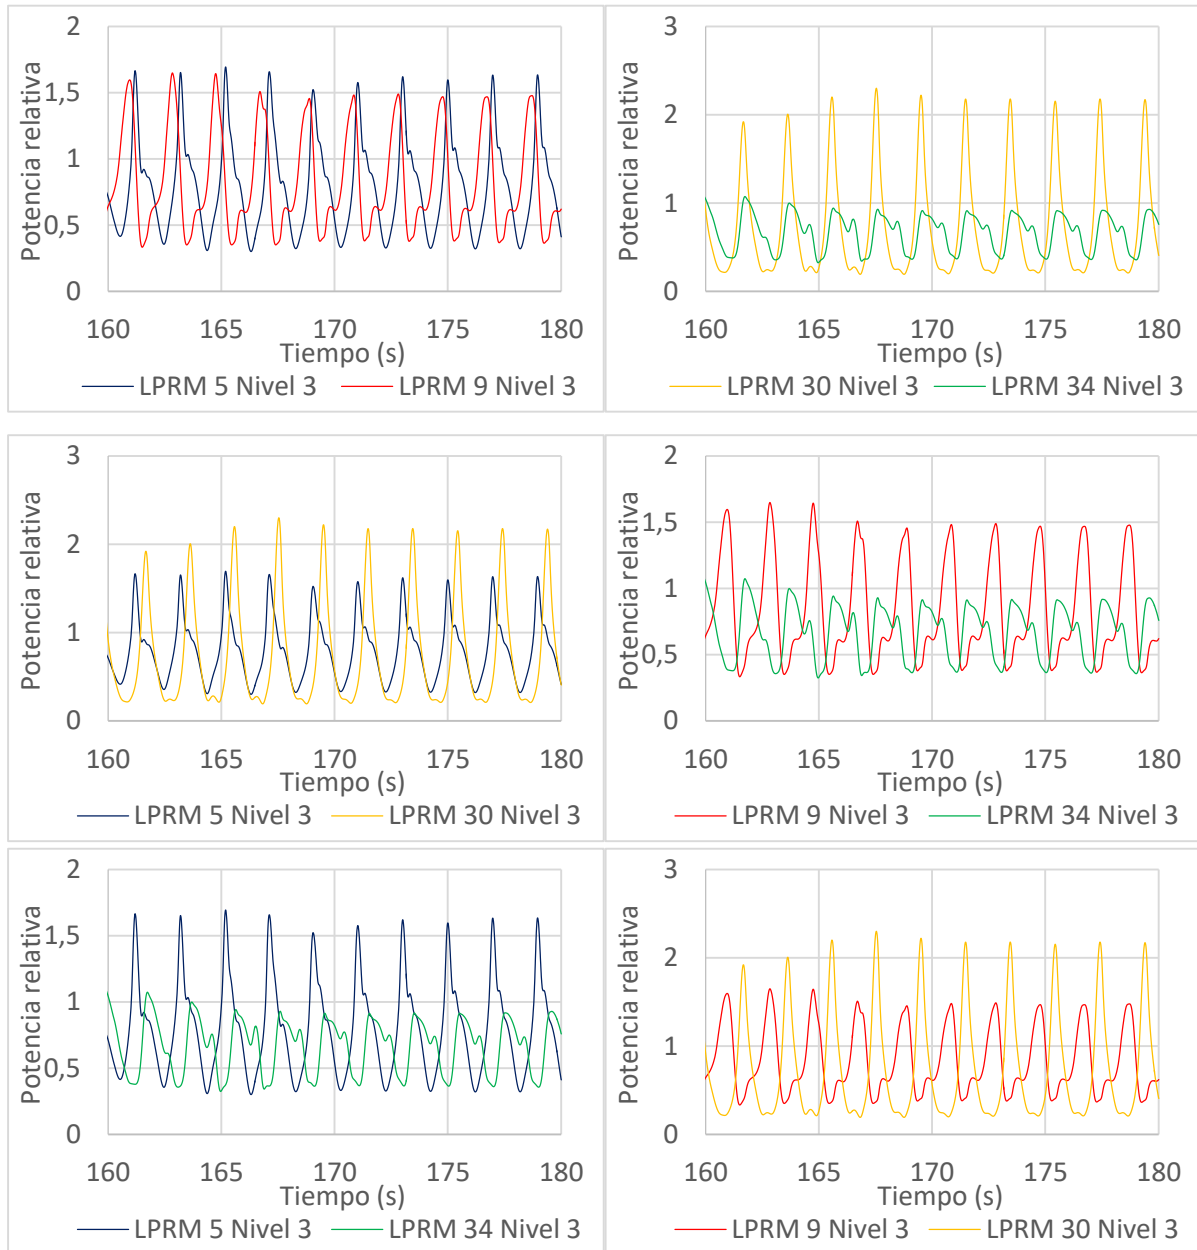 Potencia relativa
2
1,5
1
0,5
0
160 165 170 175 180
Tiempo (s)
LPRM 5 Nivel 3 LPRM 9 Nivel 3
Potencia relativa
3
2
1
0
160 165 170 175 180
Tiempo (s)
LPRM 30 Nivel 3 LPRM 34 Nivel 3
Potencia relativa
3
2
1
0
160 165 170 175 180
Tiempo (s)
LPRM 5 Nivel 3 LPRM 30 Nivel 3
Potencia relativa
2
1,5
1
0,5
0
160 165 170 175 180
Tiempo (s)
LPRM 9 Nivel 3 LPRM 34 Nivel 3
Potencia relativa
2
1,5
1
0,5
0
160 165 170 175 180
Tiempo (s)
LPRM 5 Nivel 3 LPRM 34 Nivel 3
Potencia relativa
3
2
1
0
160 165 170 175 180
Tiempo (s)
LPRM 9 Nivel 3 LPRM 30 Nivel 3